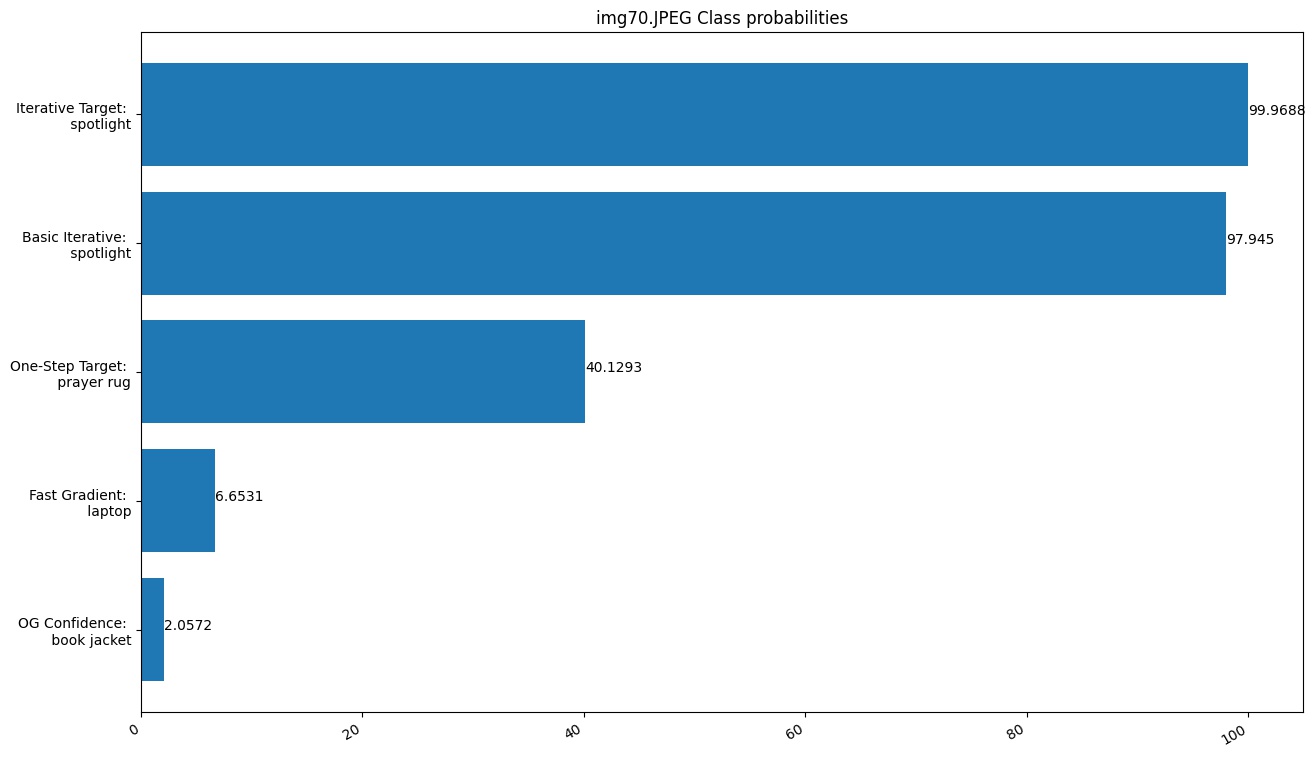 img70.JPEG Class probabilities
Iterative Target:
spotlight
99.9688
Basic Iterative:
spotlight
97.945
One-Step Target:
prayer rug
40.1293
Fast Gradient:
laptop
6.6531
OG Confidence:
book jacket
2.0572
0 20 40 60 80 100